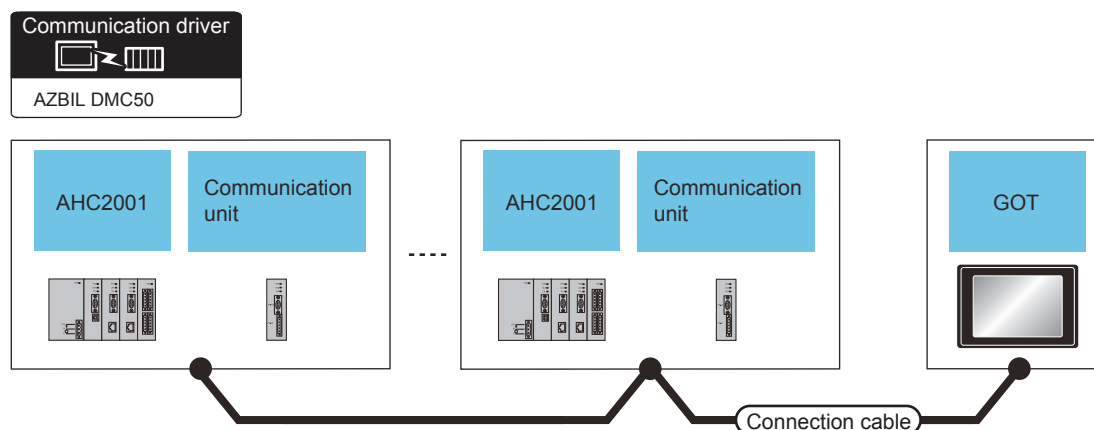 Communication driver
AZBIL DMC50
AHC2001
Communication
unit
AHC2001
Communication
unit
GOT
Connection cable